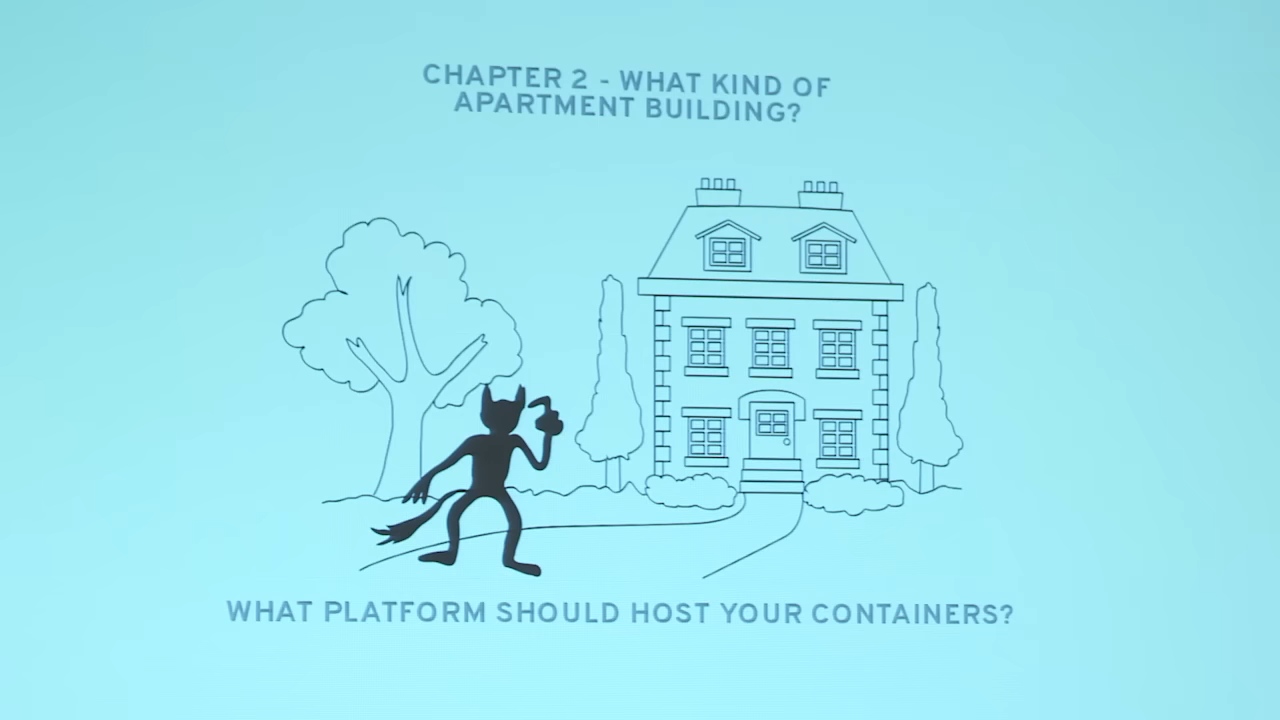 CHAPTER 2 - WHAT KIND OF
APARTMENT BUILDING?
WHAT PLATFORM SHOULD HOST YOUR CONTAINERS?